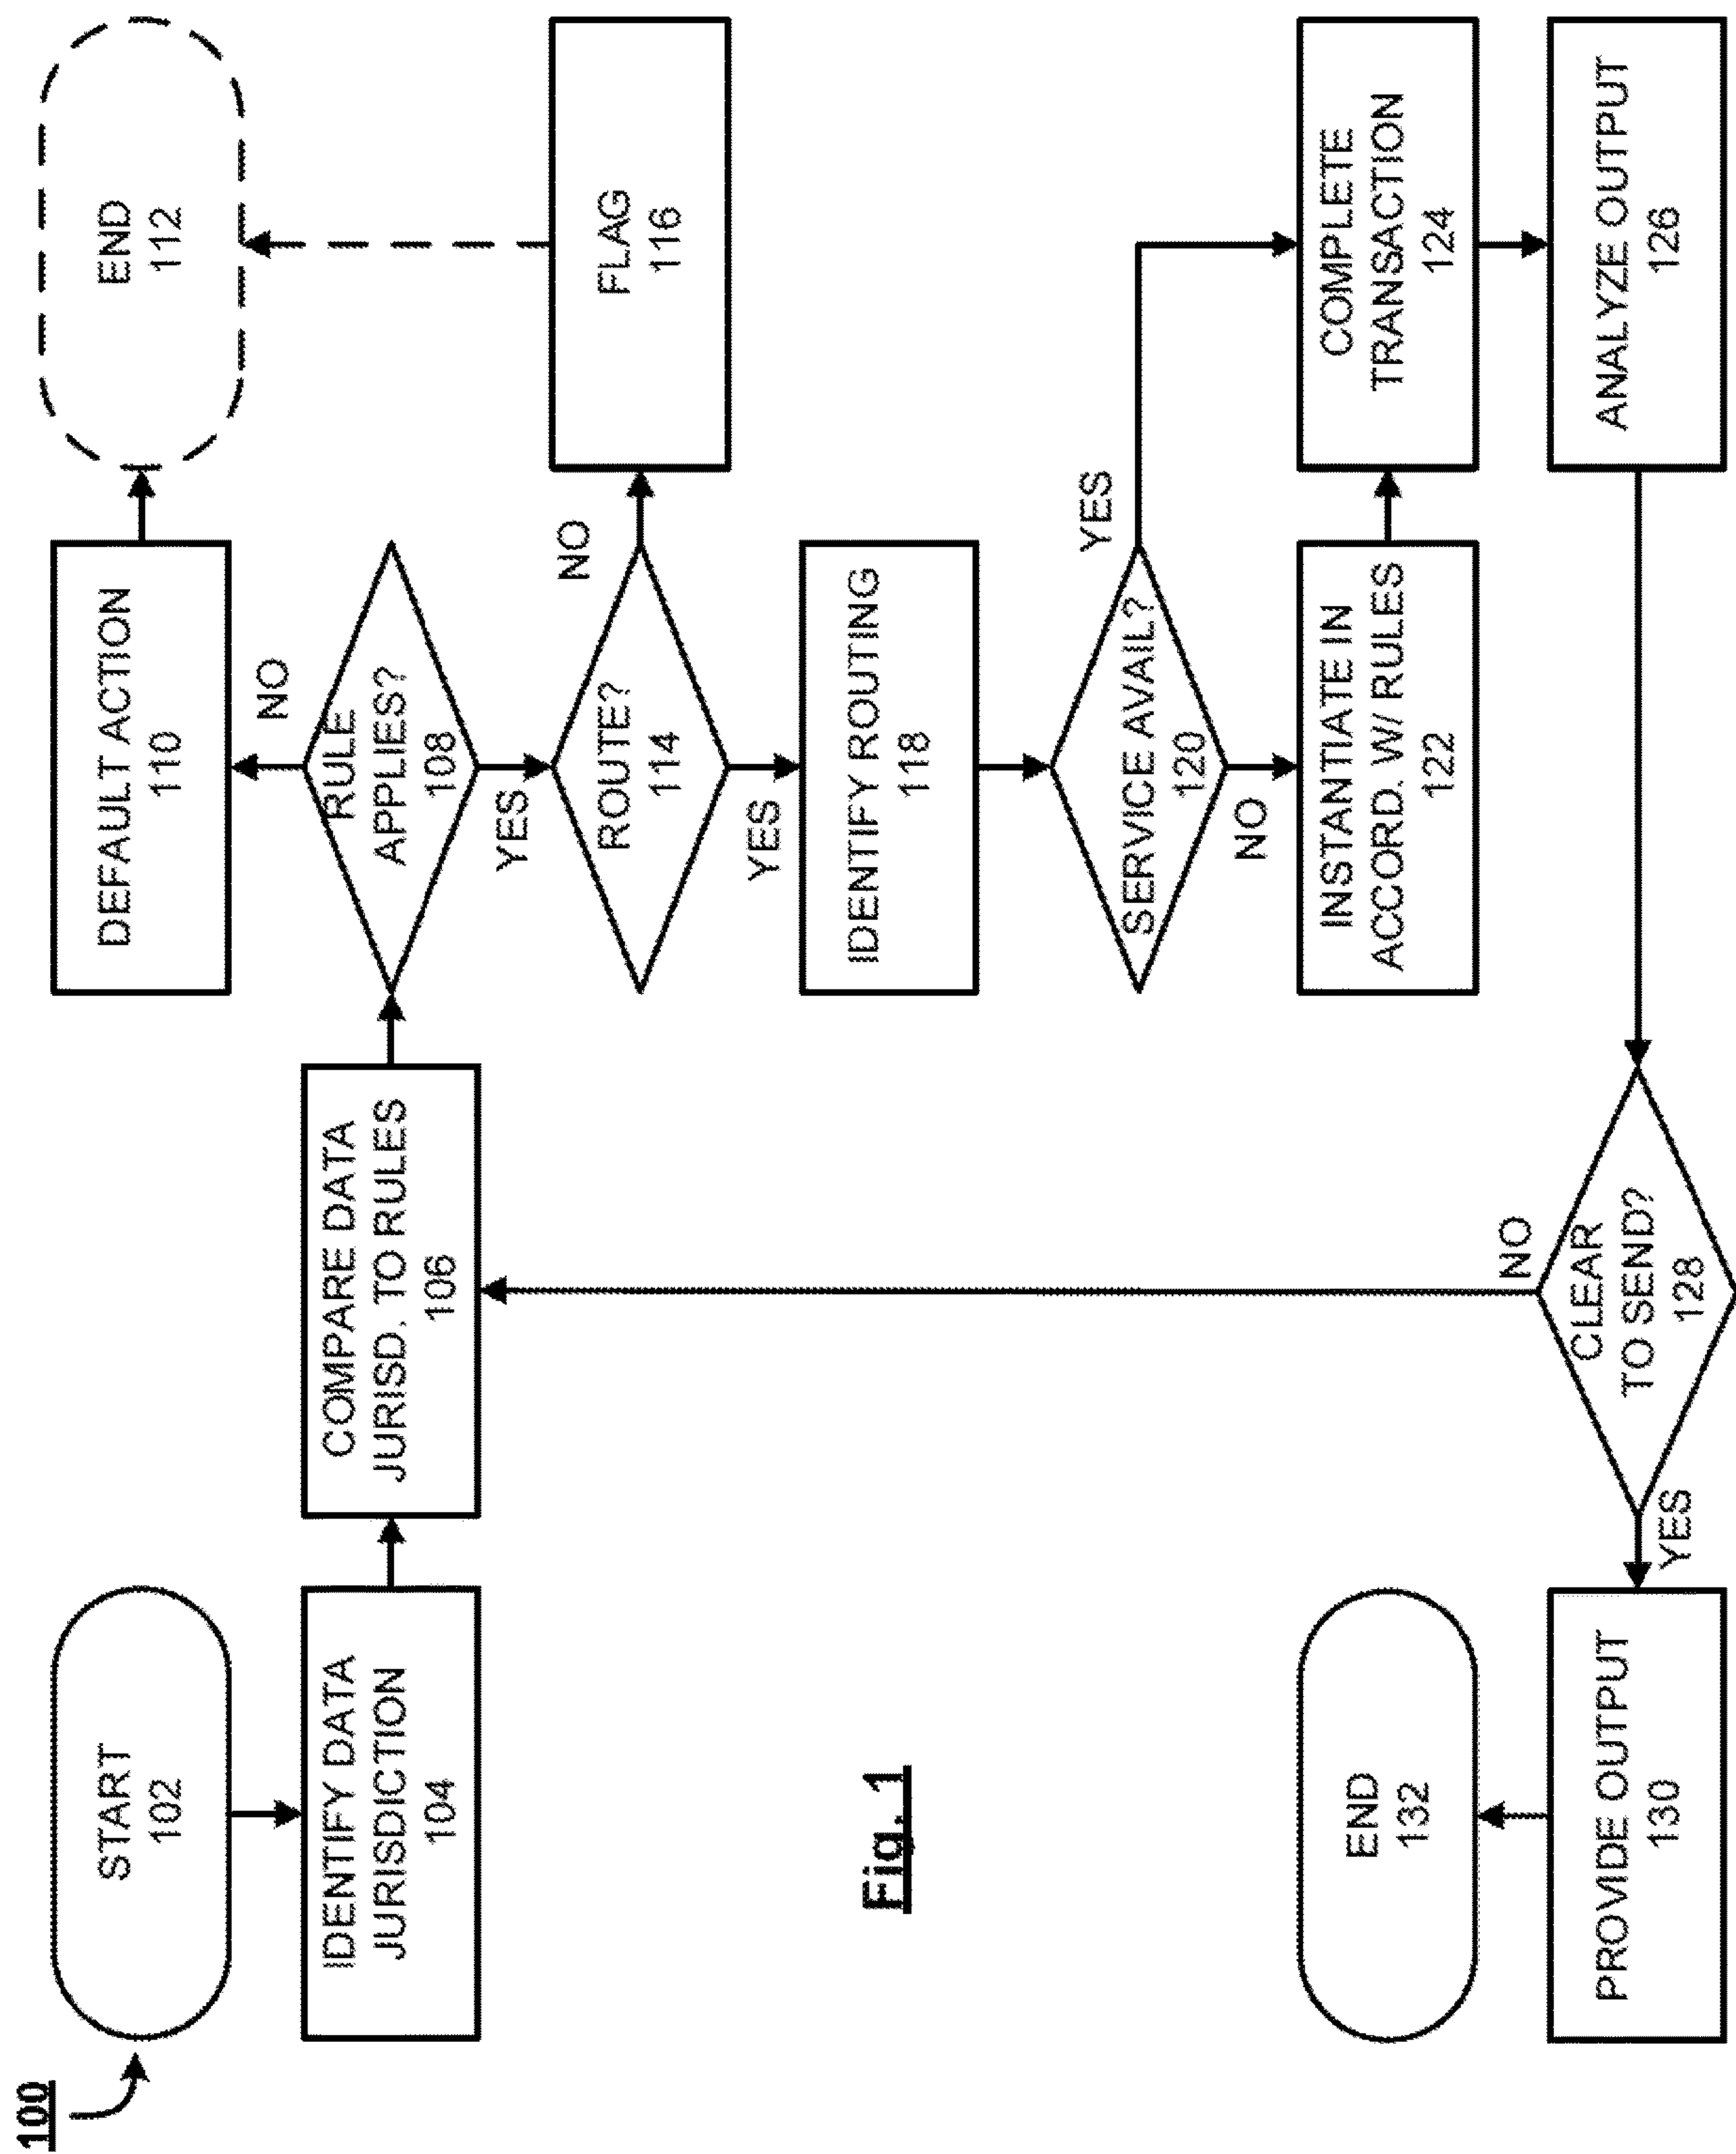 100
START
102
IDENTIFY DATA
JURISDICTION
104
COMPARE DATA
JURISD. TO RULES
106
RULE
APPLIES?
108
NO
YES
DEFAULT ACTION
110
END
112
ROUTE?
114
NO
YES
FLAG
116
IDENTIFY ROUTING
118
SERVICE AVAIL?
120
YES
NO
INSTANTIATE IN
ACCORD. W/ RULES
122
COMPLETE
TRANSACTION
124
ANALYZE OUTPUT
126
CLEAR
TO SEND?
128
NO
YES
PROVIDE OUTPUT
130
END
132
Fig. 1